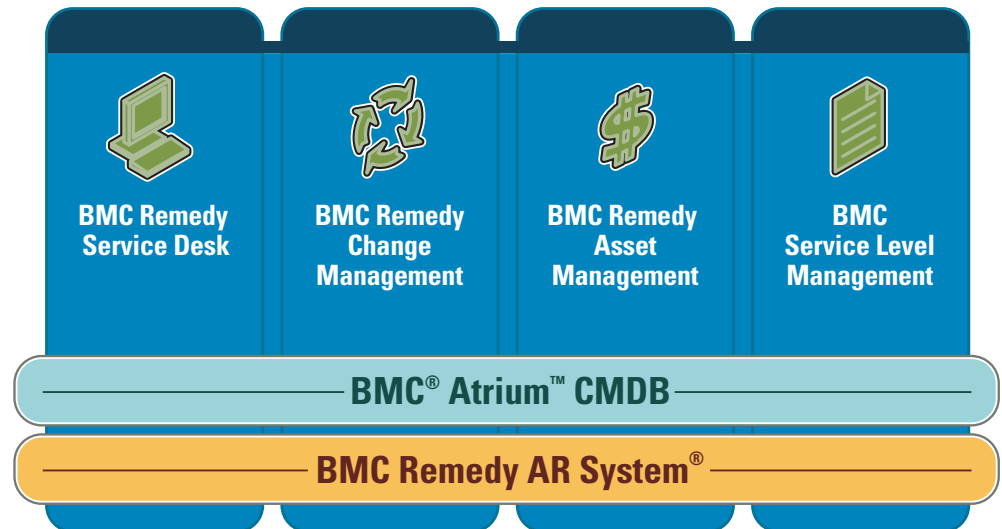 BMC Remedy
Service Desk
BMC Remedy
Change
Management
BMC Remedy
Asset
Management
BMC
Service Level
Management
BMC® Atrium™ CMDB
BMC Remedy AR System®